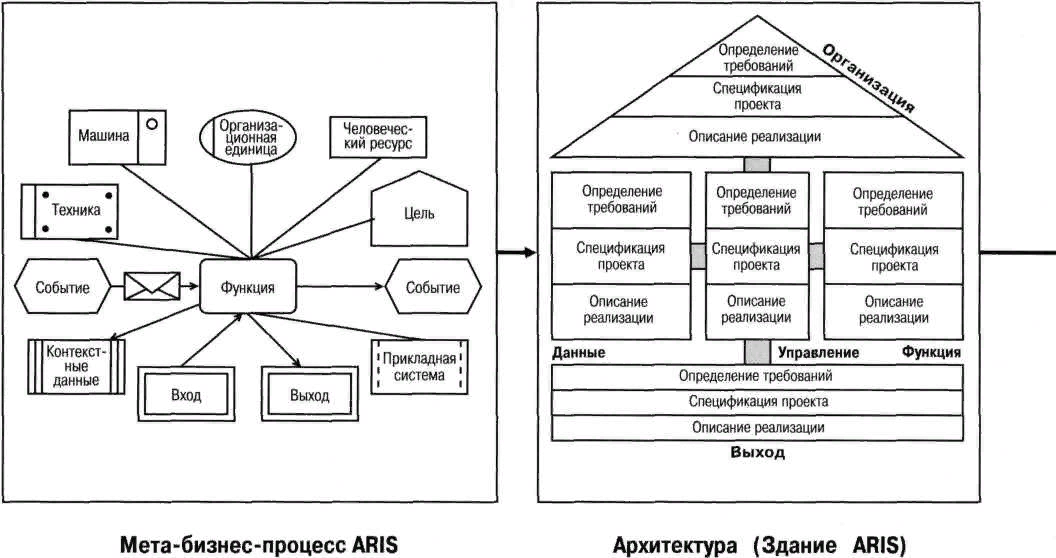 Машина
Организа-
ционная
единица
Человечес-
кий ресурс
Техника
Цель
Событие
Функция
Событие
Контекст-
ные
данные
Вход
Выход
Прикладная
система
Мета-бизнес-процесс ARIS
Определение
требований
Организация
Спецификация
проекта
Описание реализации
Определение
требований
Определение
требований
Определение
требований
Спецификация
проекта
Спецификация
проекта
Спецификация
проекта
Описание
реализации
Описание
реализации
Описание
реализации
Данные
Управление
Функция
Определение требований
Спецификация проекта
Описание реализации
Выход
Архитектура (Здание ARIS)